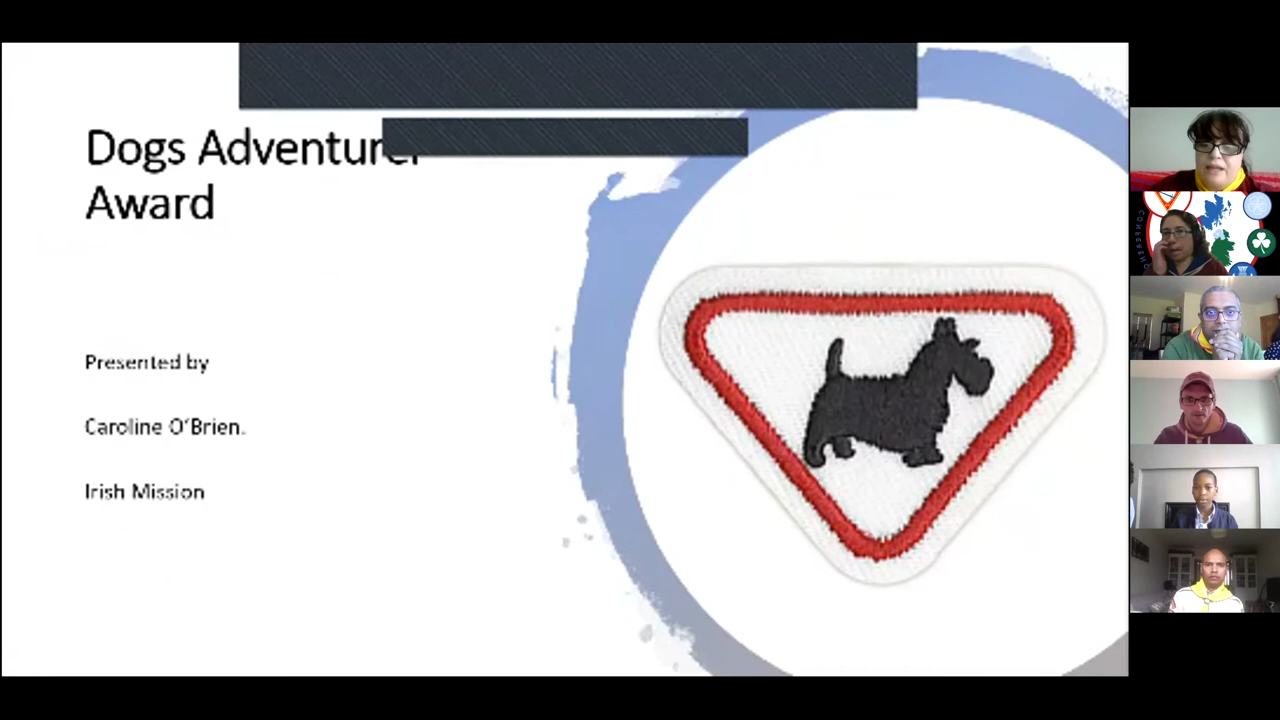 Dogs Adventurer
Award
Presented by
Caroline O'Brien.
Irish Mission